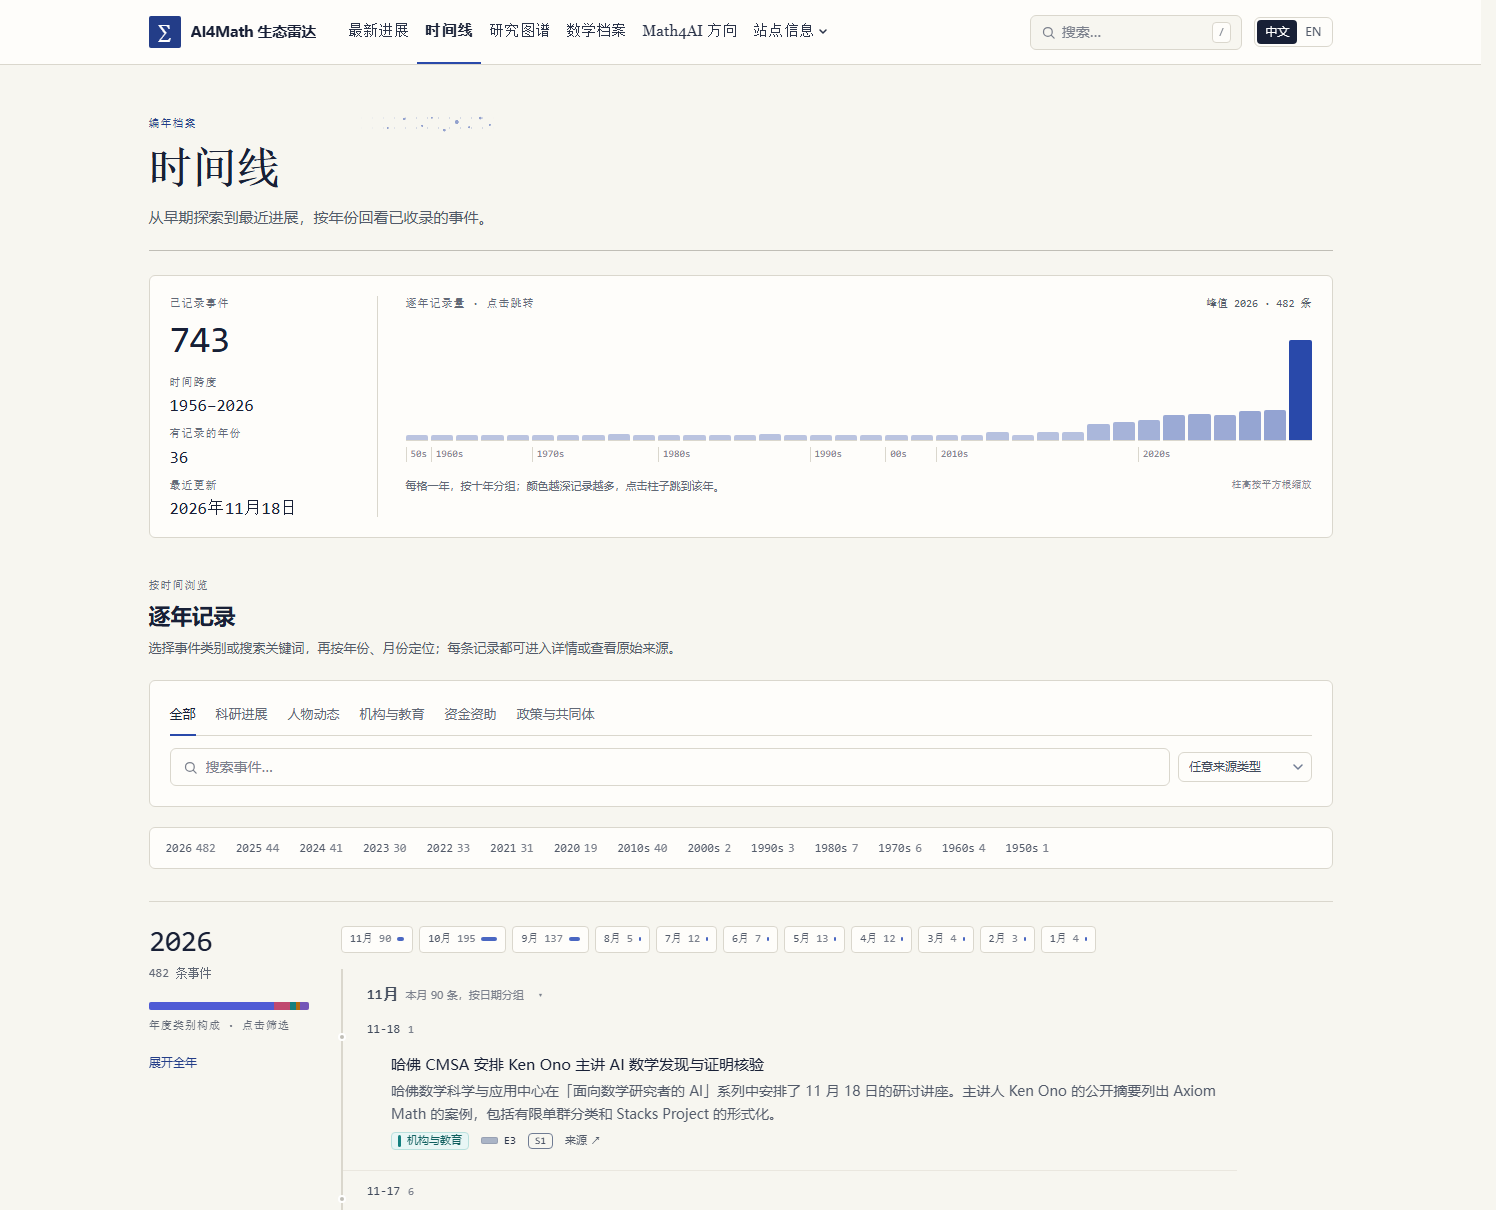 AI4Math 生态雷达 最新进展 时间线 研究图谱 数学档案 Math4AI 方向 站点信息 搜索... / 中文 EN
编年档案
时间线
从早期探索到最近进展，按年份回看已收录的事件。
已记录事件
743
时间跨度
1956–2026
有记录的年份
36
最近更新
2026年11月18日
逐年记录量 · 点击跳转 峰值 2026 · 482 条
50s 1960s 1970s 1980s 1990s 00s 2010s 2020s
每格一年，按十年分组；颜色越深记录越多，点击柱子跳到该年。 柱高按平方根缩放
按时间浏览
逐年记录
选择事件类别或搜索关键词，再按年份、月份定位；每条记录都可进入详情或查看原始来源。
全部 科研进展 人物动态 机构与教育 资金资助 政策与共同体
搜索事件... 任意来源类型
2026 482 2025 44 2024 41 2023 30 2022 33 2021 31 2020 19 2010s 40 2000s 2 1990s 3 1980s 7 1970s 6 1960s 4 1950s 1
2026
482 条事件
年度类别构成 · 点击筛选
展开全年
11月 90 10月 195 9月 137 8月 5 7月 12 6月 7 5月 13 4月 12 3月 4 2月 3 1月 4
11月 本月 90 条，按日期分组
11-18 1
哈佛 CMSA 安排 Ken Ono 主讲 AI 数学发现与证明核验
哈佛数学科学与应用中心在「面向数学研究者的 AI」系列中安排了 11 月 18 日的研讨讲座。主讲人 Ken Ono 的公开摘要列出 Axiom
Math 的案例，包括有限单群分类和 Stacks Project 的形式化。
机构与教育 E3 S1 来源 ↗
11-17 6